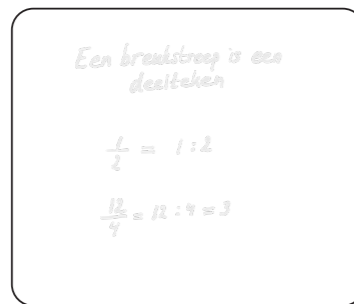 Een breukstreep is een
deelteken
1/2 = 1 : 2
12/4 = 12 : 4 = 3